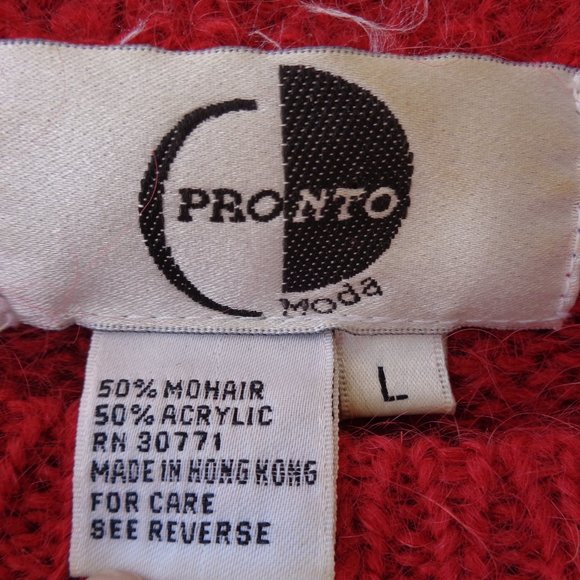 PRONTO
Moda
L
50% MOHAIR
50% ACRYLIC
RN 30771
MADE IN HONG KONG
FOR CARE
SEE REVERSE